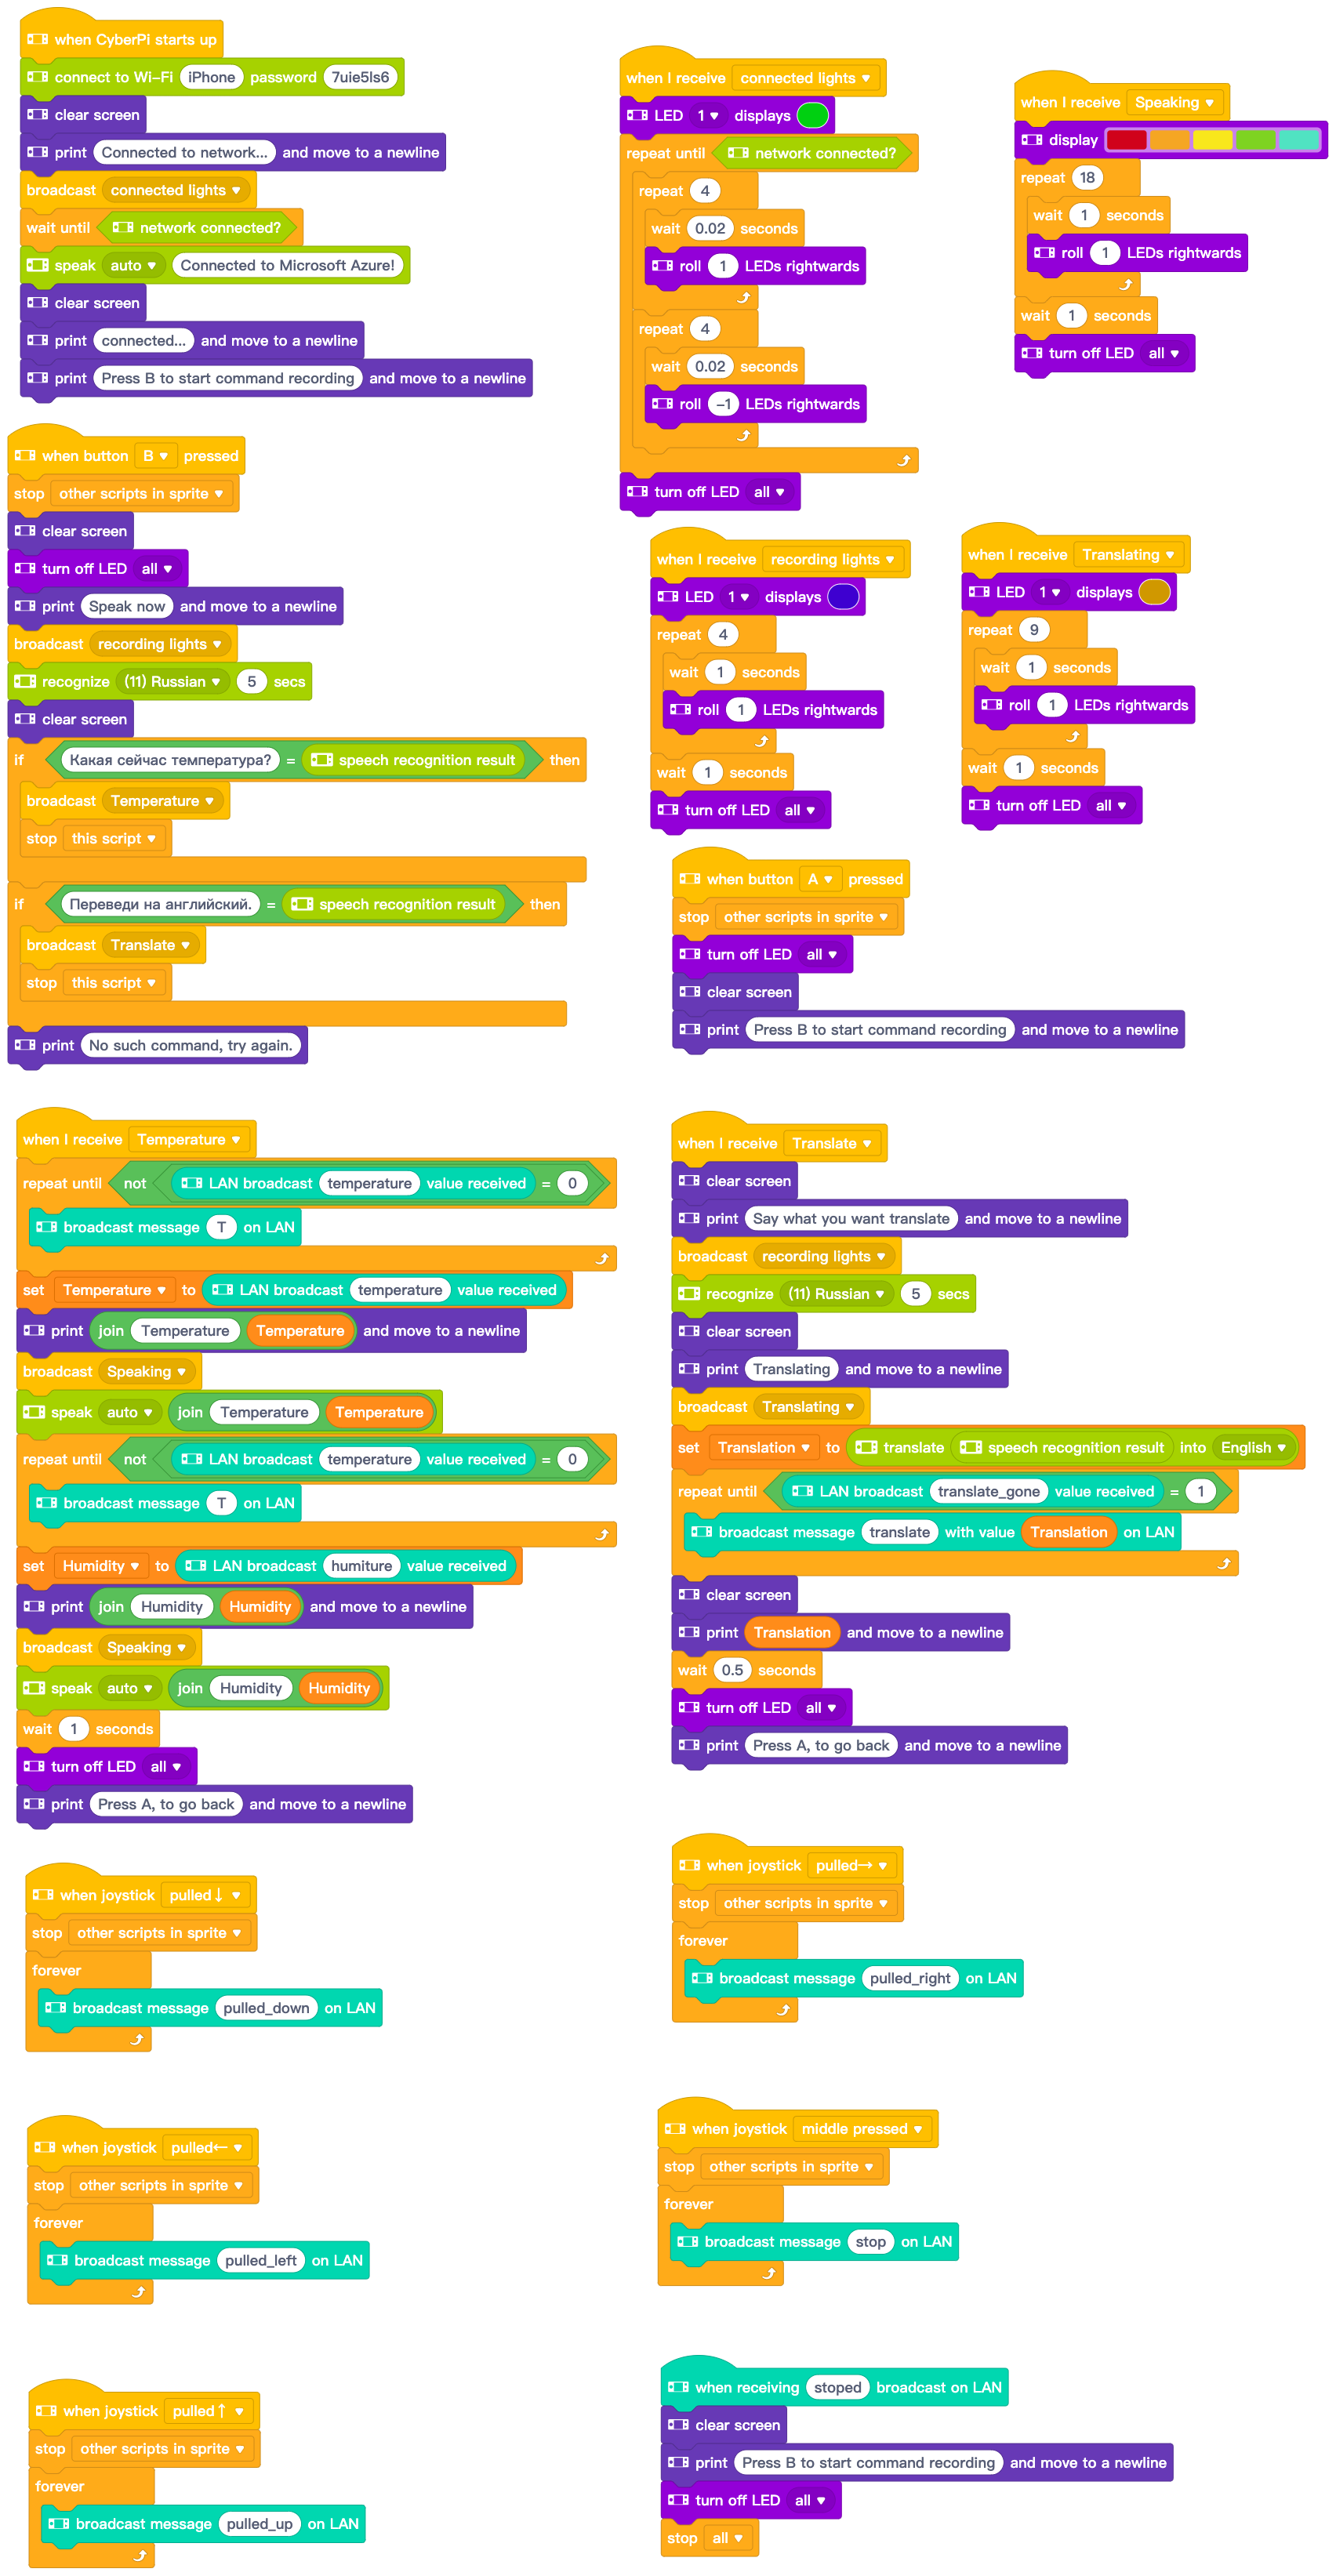 when CyberPi starts up
connect to Wi-Fi iPhone password 7uie5ls6
clear screen
print Connected to network... and move to a newline
broadcast connected lights
wait until network connected?
speak auto Connected to Microsoft Azure!
clear screen
print connected... and move to a newline
print Press B to start command recording and move to a newline
when I receive connected lights
LED 1 displays
repeat until network connected?
repeat 4
wait 0.02 seconds
roll 1 LEDs rightwards
repeat 4
wait 0.02 seconds
roll -1 LEDs rightwards
turn off LED all
when I receive Speaking
display
repeat 18
wait 1 seconds
roll 1 LEDs rightwards
wait 1 seconds
turn off LED all
when button B pressed
stop other scripts in sprite
clear screen
turn off LED all
print Speak now and move to a newline
broadcast recording lights
recognize (11) Russian 5 secs
clear screen
if Какая сейчас температура? = speech recognition result then
broadcast Temperature
stop this script
if Переведи на английский. = speech recognition result then
broadcast Translate
stop this script
print No such command, try again.
when I receive recording lights
LED 1 displays
repeat 4
wait 1 seconds
roll 1 LEDs rightwards
wait 1 seconds
turn off LED all
when I receive Translating
LED 1 displays
repeat 9
wait 1 seconds
roll 1 LEDs rightwards
wait 1 seconds
turn off LED all
when button A pressed
stop other scripts in sprite
turn off LED all
clear screen
print Press B to start command recording and move to a newline
when I receive Temperature
repeat until not LAN broadcast temperature value received = 0
broadcast message T on LAN
set Temperature to LAN broadcast temperature value received
print join Temperature Temperature and move to a newline
broadcast Speaking
speak auto join Temperature Temperature
repeat until not LAN broadcast temperature value received = 0
broadcast message T on LAN
set Humidity to LAN broadcast humiture value received
print join Humidity Humidity and move to a newline
broadcast Speaking
speak auto join Humidity Humidity
wait 1 seconds
turn off LED all
print Press A, to go back and move to a newline
when I receive Translate
clear screen
print Say what you want translate and move to a newline
broadcast recording lights
recognize (11) Russian 5 secs
clear screen
print Translating and move to a newline
broadcast Translating
set Translation to translate speech recognition result into English
repeat until LAN broadcast translate_gone value received = 1
broadcast message translate with value Translation on LAN
clear screen
print Translation and move to a newline
wait 0.5 seconds
turn off LED all
print Press A, to go back and move to a newline
when joystick pulled↓
stop other scripts in sprite
forever
broadcast message pulled_down on LAN
when joystick pulled→
stop other scripts in sprite
forever
broadcast message pulled_right on LAN
when joystick pulled←
stop other scripts in sprite
forever
broadcast message pulled_left on LAN
when joystick middle pressed
stop other scripts in sprite
forever
broadcast message stop on LAN
when joystick pulled↑
stop other scripts in sprite
forever
broadcast message pulled_up on LAN
when receiving stoped broadcast on LAN
clear screen
print Press B to start command recording and move to a newline
turn off LED all
stop all